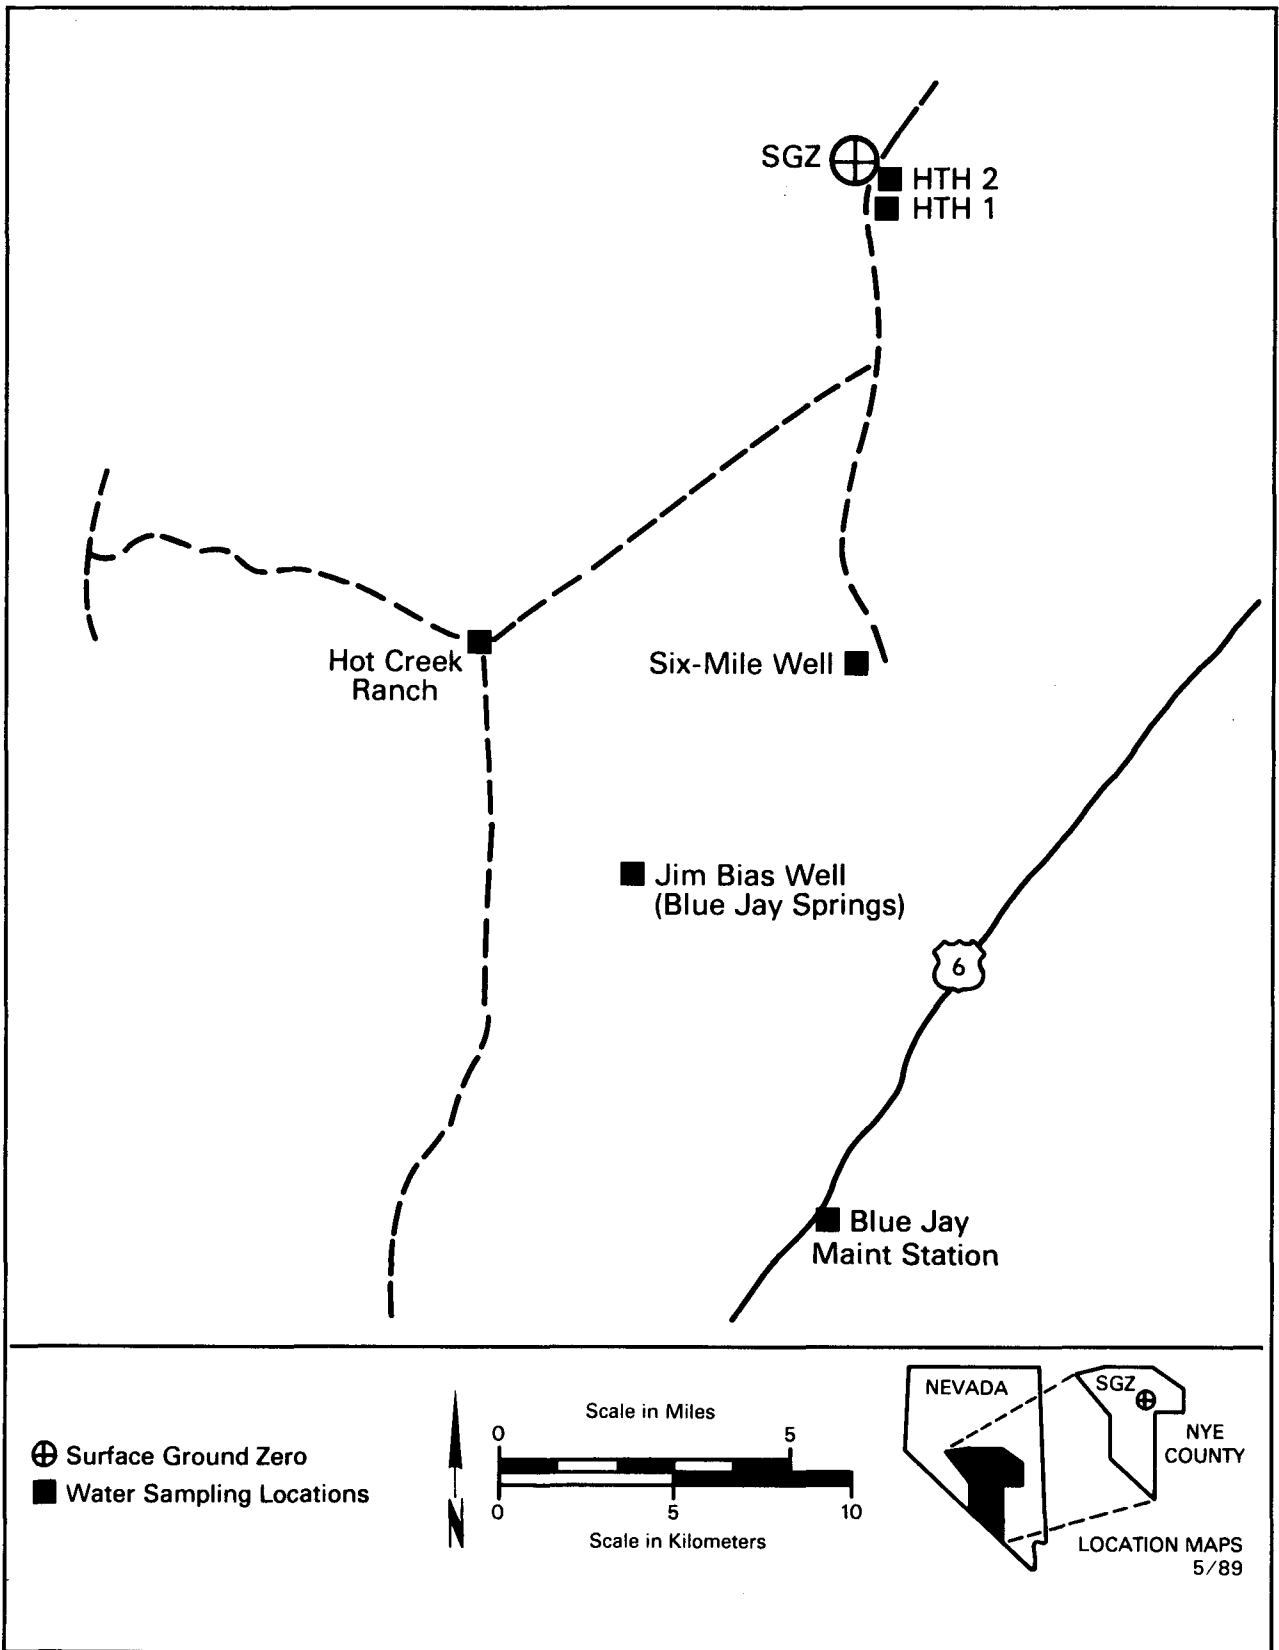 SGZ
HTH 2
HTH 1
Hot Creek
Ranch
Six-Mile Well
Jim Bias Well
(Blue Jay Springs)
6
Blue Jay
Maint Station
Surface Ground Zero
Water Sampling Locations
N
Scale in Miles
0 5
0 5 10
Scale in Kilometers
NEVADA
SGZ
NYE
COUNTY
LOCATION MAPS
5/89